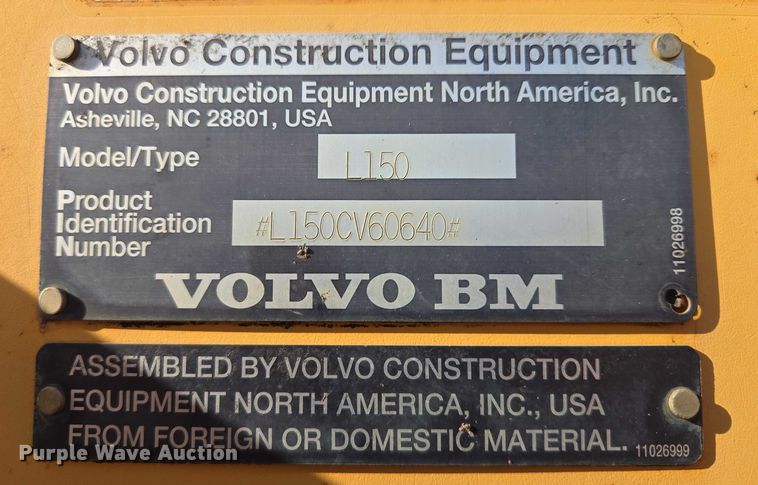 Volvo Construction Equipment
Volvo Construction Equipment North America, Inc.
Asheville, NC 28801, USA
Model/Type L150
Product
Identification #L150CV60640#
Number
11026998
VOLVO BM
ASSEMBLED BY VOLVO CONSTRUCTION
EQUIPMENT NORTH AMERICA, INC., USA
FROM FOREIGN OR DOMESTIC MATERIAL.
11026999
Purple Wave Auction